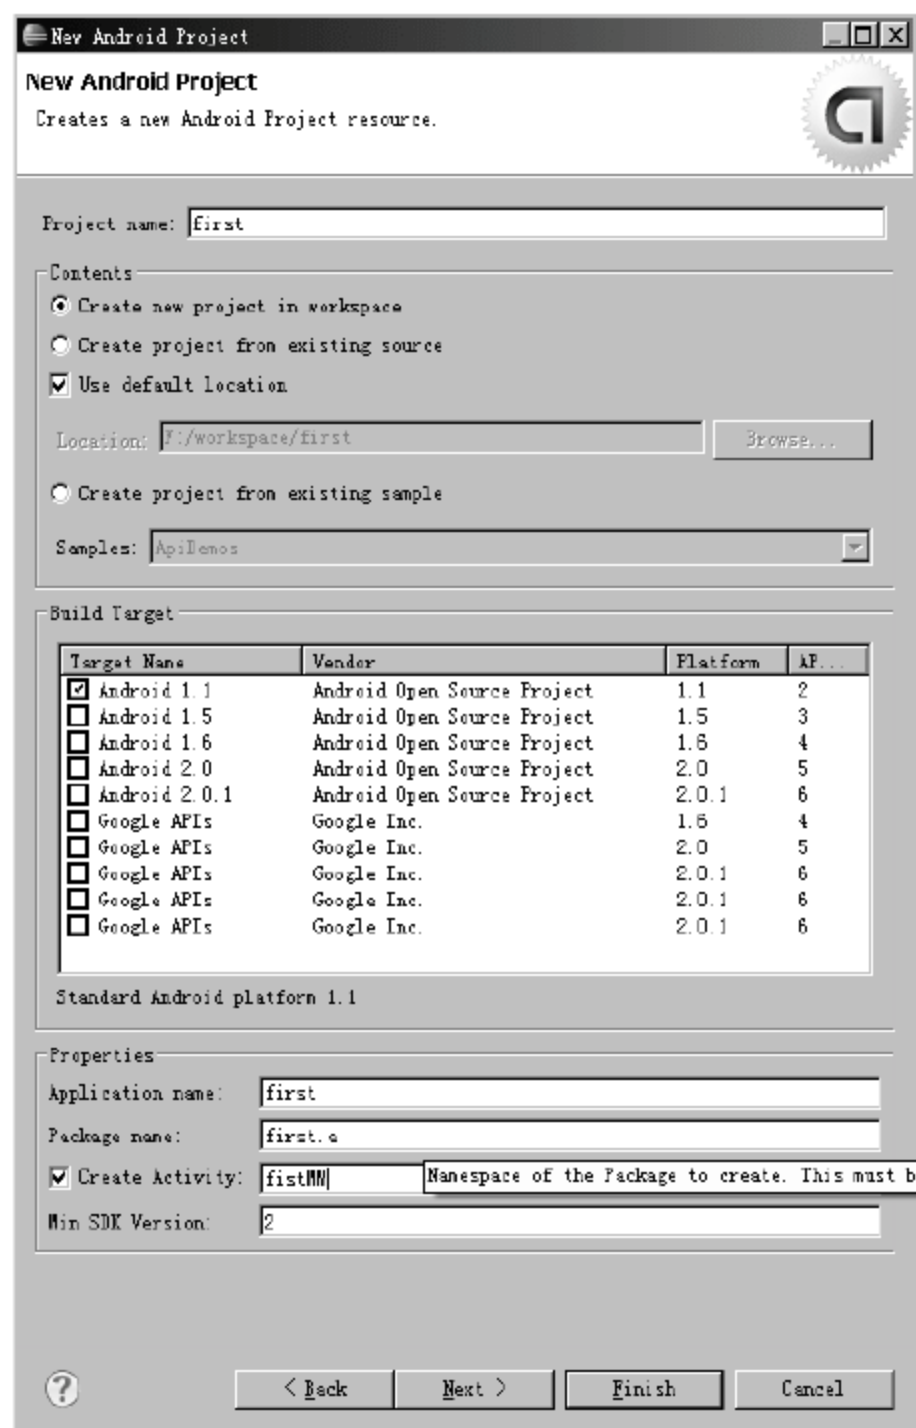 New Android Project
New Android Project
Creates a new Android Project resource.
Project name: first
Contents
Create new project in workspace
Create project from existing source
Use default location
Location: F:/workspace/first Browse...
Create project from existing sample
Samples: ApiDemos
Build Target
Target Name Vendor Platform AP...
Android 1.1 Android Open Source Project 1.1 2
Android 1.5 Android Open Source Project 1.5 3
Android 1.6 Android Open Source Project 1.6 4
Android 2.0 Android Open Source Project 2.0 5
Android 2.0.1 Android Open Source Project 2.0.1 6
Google APIs Google Inc. 1.6 4
Google APIs Google Inc. 2.0 5
Google APIs Google Inc. 2.0.1 6
Google APIs Google Inc. 2.0.1 6
Google APIs Google Inc. 2.0.1 6
Standard Android platform 1.1
Properties
Application name: first
Package name: first.a
Create Activity: fistMM Namespace of the Package to create. This must b
Min SDK Version: 2
? < Back Next > Finish Cancel